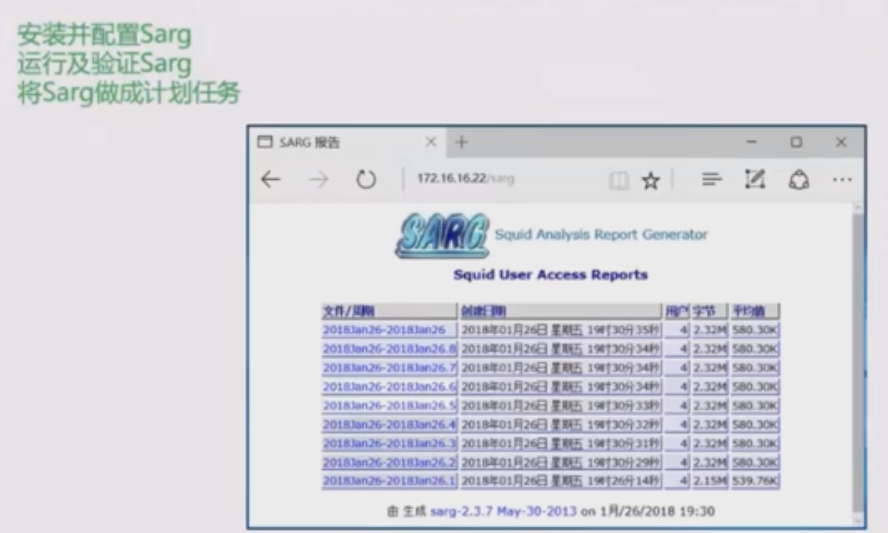 安装并配置Sarg
运行及验证Sarg
将Sarg做成计划任务
SARG 报告
172.16.16.22/sarg
SARG Squid Analysis Report Generator
Squid User Access Reports
文件/周期 创建日期 用户 字节 平均值
2018Jan26-2018Jan26 2018年01月26日 星期五 19时30分35秒 4 2.32M 580.30K
2018Jan26-2018Jan26.8 2018年01月26日 星期五 19时30分34秒 4 2.32M 580.30K
2018Jan26-2018Jan26.7 2018年01月26日 星期五 19时30分34秒 4 2.32M 580.30K
2018Jan26-2018Jan26.6 2018年01月26日 星期五 19时30分34秒 4 2.32M 580.30K
2018Jan26-2018Jan26.5 2018年01月26日 星期五 19时30分33秒 4 2.32M 580.30K
2018Jan26-2018Jan26.4 2018年01月26日 星期五 19时30分32秒 4 2.32M 580.30K
2018Jan26-2018Jan26.3 2018年01月26日 星期五 19时30分31秒 4 2.32M 580.30K
2018Jan26-2018Jan26.2 2018年01月26日 星期五 19时30分29秒 4 2.32M 580.30K
2018Jan26-2018Jan26.1 2018年01月26日 星期五 19时26分14秒 4 2.15M 539.76K
由 生成 sarg-2.3.7 May-30-2013 on 1月/26/2018 19:30